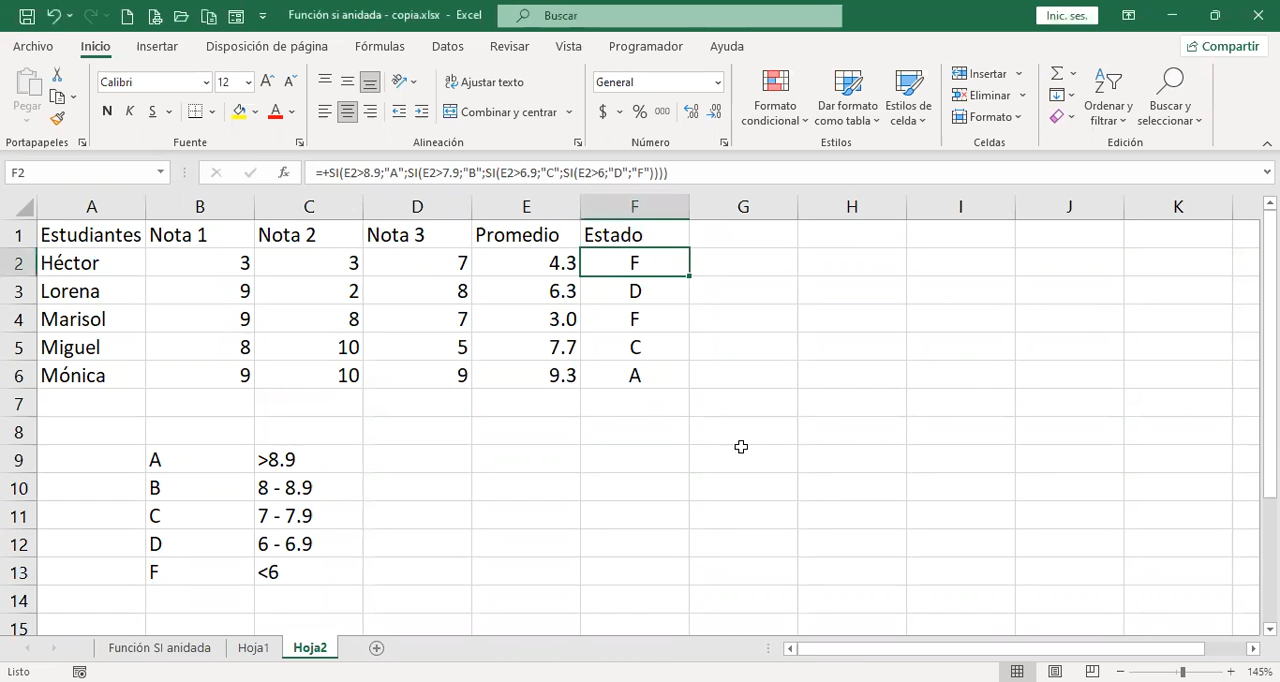 Función si anidada - copia.xlsx - Excel
Buscar
Inic. ses.
Archivo Inicio Insertar Disposición de página Fórmulas Datos Revisar Vista Programador Ayuda
Compartir
Pegar
Calibri 12
N K S
Ajustar texto
Combinar y centrar
General
$ % 000
Formato condicional
Dar formato como tabla
Estilos de celda
Insertar
Eliminar
Formato
Ordenar y filtrar
Buscar y seleccionar
Portapapeles Fuente Alineación Número Estilos Celdas Edición
F2 fx =+SI(E2>8.9;"A";SI(E2>7.9;"B";SI(E2>6.9;"C";SI(E2>6;"D";"F"))))
A B C D E F G H I J K
1 Estudiantes Nota 1 Nota 2 Nota 3 Promedio Estado
2 Héctor 3 3 7 4.3 F
3 Lorena 9 2 8 6.3 D
4 Marisol 9 8 7 3.0 F
5 Miguel 8 10 5 7.7 C
6 Mónica 9 10 9 9.3 A
7
8
9 A >8.9
10 B 8 - 8.9
11 C 7 - 7.9
12 D 6 - 6.9
13 F <6
14
15
Función SI anidada Hoja1 Hoja2
Listo 145%